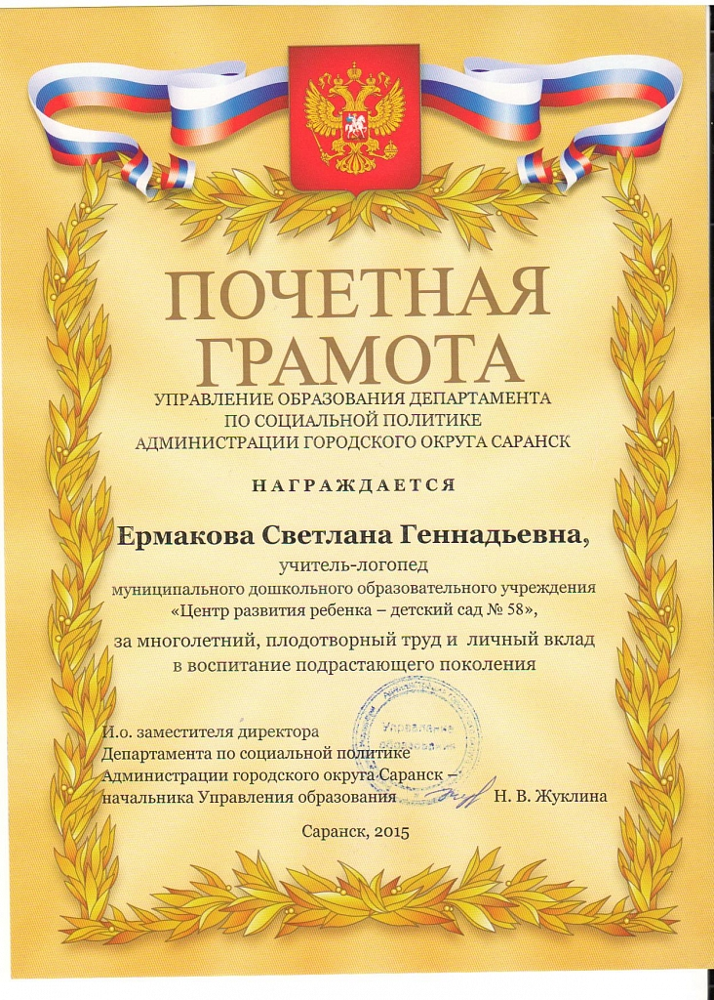 ПОЧЕТНАЯ
ГРАМОТА
УПРАВЛЕНИЕ ОБРАЗОВАНИЯ ДЕПАРТАМЕНТА
ПО СОЦИАЛЬНОЙ ПОЛИТИКЕ
АДМИНИСТРАЦИИ ГОРОДСКОГО ОКРУГА САРАНСК
НАГРАЖДАЕТСЯ
Ермакова Светлана Геннадьевна,
учитель-логопед
муниципального дошкольного образовательного учреждения
«Центр развития ребенка – детский сад № 58»,
за многолетний, плодотворный труд и личный вклад
в воспитание подрастающего поколения
Управление
образования
И.о. заместителя директора
Департамента по социальной политике
Администрации городского округа Саранск –
начальника Управления образования Н. В. Жуклина
Саранск, 2015